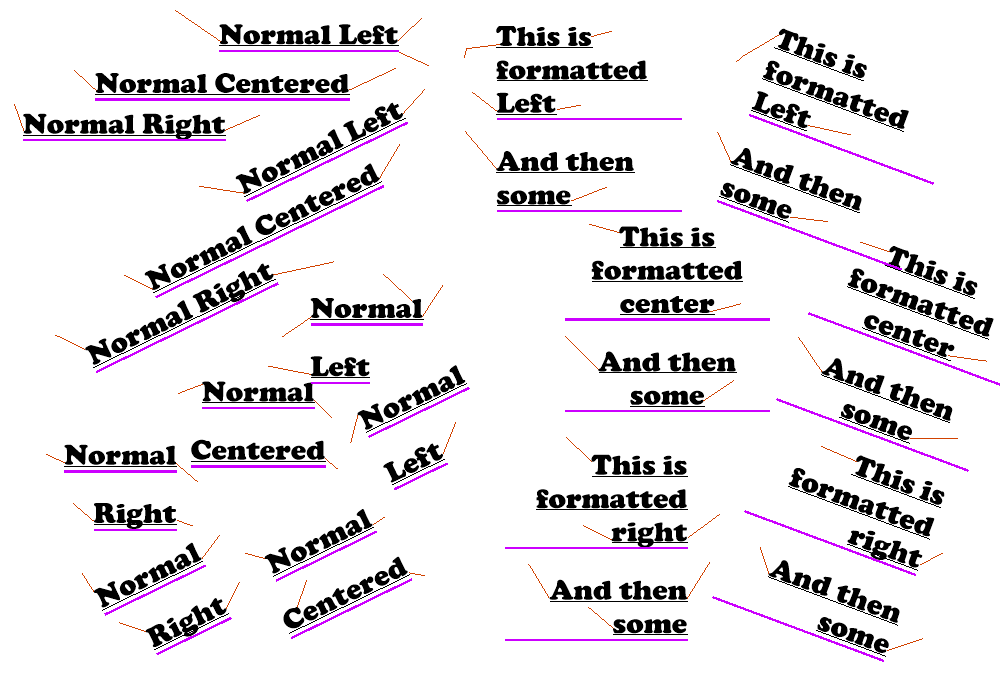 Normal Left
Normal Centered
Normal Right
Normal Left
Normal Centered
Normal Right
Normal
Left
Normal
Centered
Normal
Right
Normal
Left
Normal
Centered
Normal
Right
This is
formatted
Left
And then
some
This is
formatted
center
And then
some
This is
formatted
right
And then
some
This is
formatted
Left
And then
some
This is
formatted
center
And then
some
This is
formatted
right
And then
some